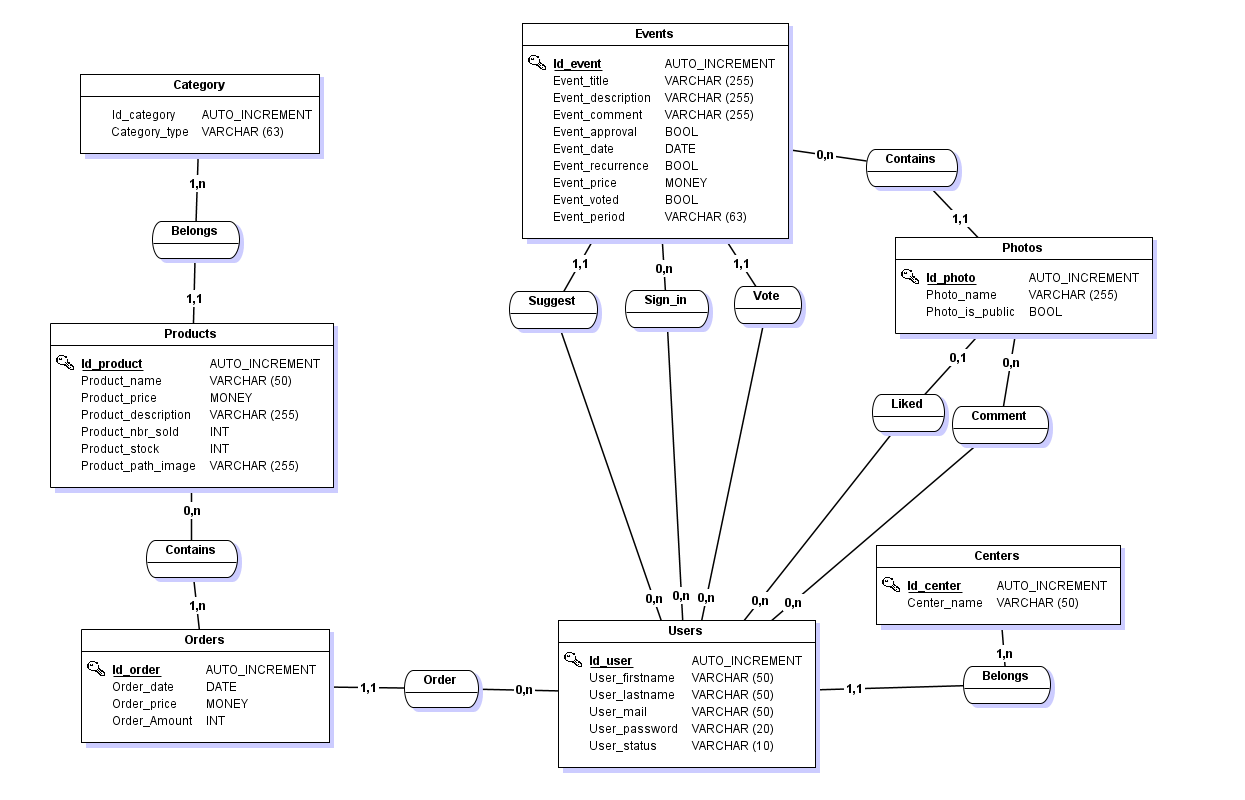 Events
Id_event AUTO_INCREMENT
Event_title VARCHAR (255)
Event_description VARCHAR (255)
Event_comment VARCHAR (255)
Event_approval BOOL
Event_date DATE
Event_recurrence BOOL
Event_price MONEY
Event_voted BOOL
Event_period VARCHAR (63)
Category
Id_category AUTO_INCREMENT
Category_type VARCHAR (63)
1,n
Belongs
1,1
Products
Id_product AUTO_INCREMENT
Product_name VARCHAR (50)
Product_price MONEY
Product_description VARCHAR (255)
Product_nbr_sold INT
Product_stock INT
Product_path_image VARCHAR (255)
0,n
Contains
1,n
Orders
Id_order AUTO_INCREMENT
Order_date DATE
Order_price MONEY
Order_Amount INT
1,1
Order
0,n
0,n
Contains
1,1
Photos
Id_photo AUTO_INCREMENT
Photo_name VARCHAR (255)
Photo_is_public BOOL
1,1
0,n
1,1
Suggest
Sign_in
Vote
0,1
0,n
Liked
Comment
0,n
0,n
0,n
0,n
0,n
Users
Id_user AUTO_INCREMENT
User_firstname VARCHAR (50)
User_lastname VARCHAR (50)
User_mail VARCHAR (50)
User_password VARCHAR (20)
User_status VARCHAR (10)
Centers
Id_center AUTO_INCREMENT
Center_name VARCHAR (50)
1,n
Belongs
1,1